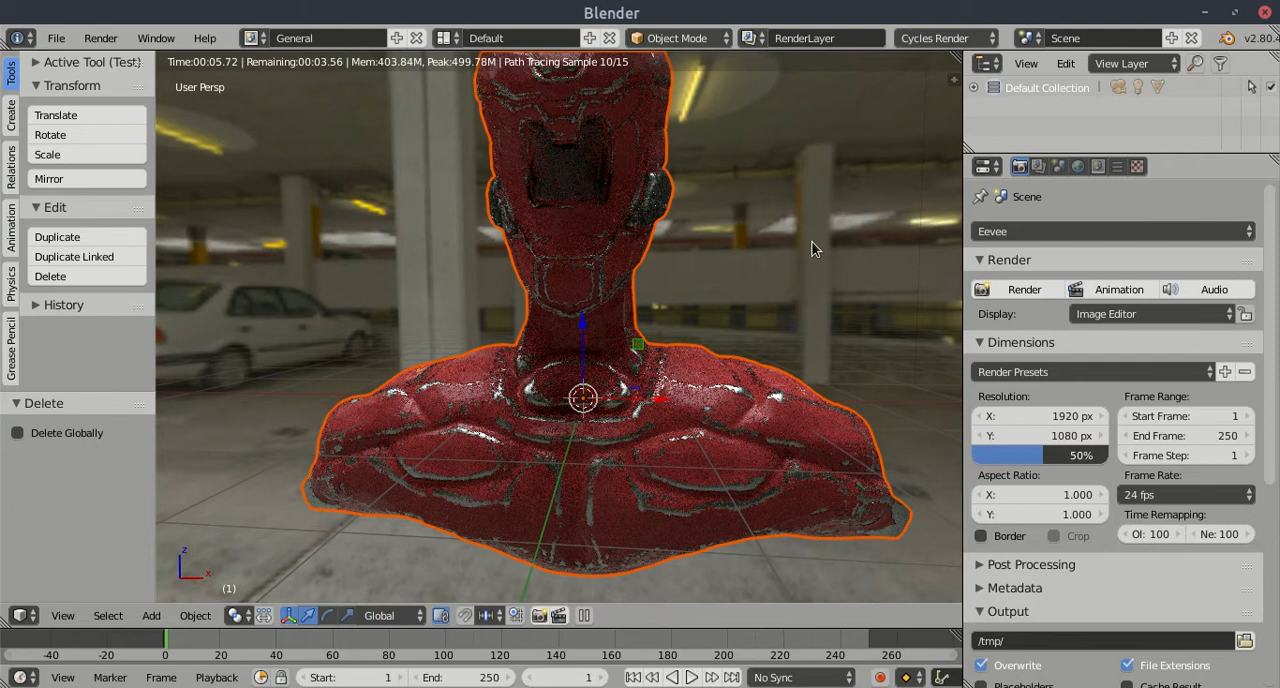 Blender
File Render Window Help General Default Object Mode RenderLayer Cycles Render Scene v2.80.
Time:00:05.72 | Remaining:00:03.56 | Mem:403.84M, Peak:499.78M | Path Tracing Sample 10/15
User Persp
(1)
z
x
Tools
Create
Relations
Animation
Physics
Grease Pencil
Active Tool (Test)
Transform
Translate
Rotate
Scale
Mirror
Edit
Duplicate
Duplicate Linked
Delete
History
Delete
Delete Globally
View Edit View Layer
Default Collection
Scene
Eevee
Render
Render Animation Audio
Display: Image Editor
Dimensions
Render Presets
Resolution: Frame Range:
X: 1920 px Start Frame: 1
Y: 1080 px End Frame: 250
50% Frame Step: 1
Aspect Ratio: Frame Rate:
X: 1.000 24 fps
Y: 1.000 Time Remapping:
Border Crop Ol: 100 Ne: 100
Post Processing
Metadata
Output
/tmp/
Overwrite File Extensions
Placeholders Cache Result
View Select Add Object Global
-40 -20 0 20 40 60 80 100 120 140 160 180 200 220 240 260
View Marker Frame Playback Start: 1 End: 250 1 No Sync